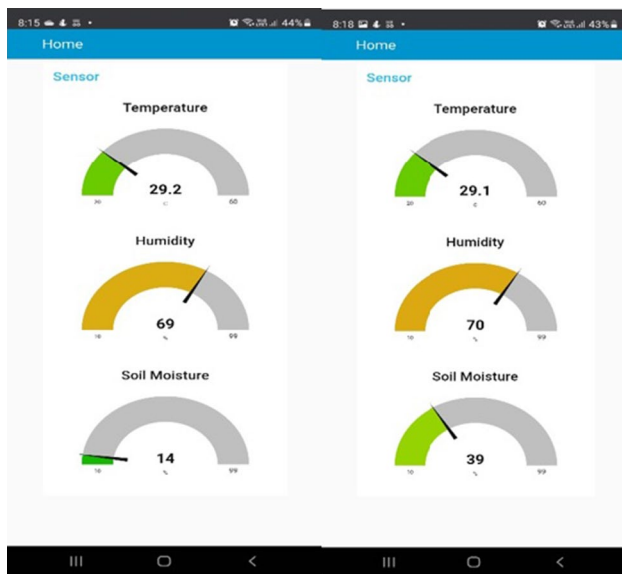 8:15
44%
Home
Sensor
Temperature
29.2
C
60
Humidity
69
%
10
99
Soil Moisture
14
%
10
99
8:18
43%
Home
Sensor
Temperature
29.1
C
20
60
Humidity
70
%
10
99
Soil Moisture
39
%
10
99